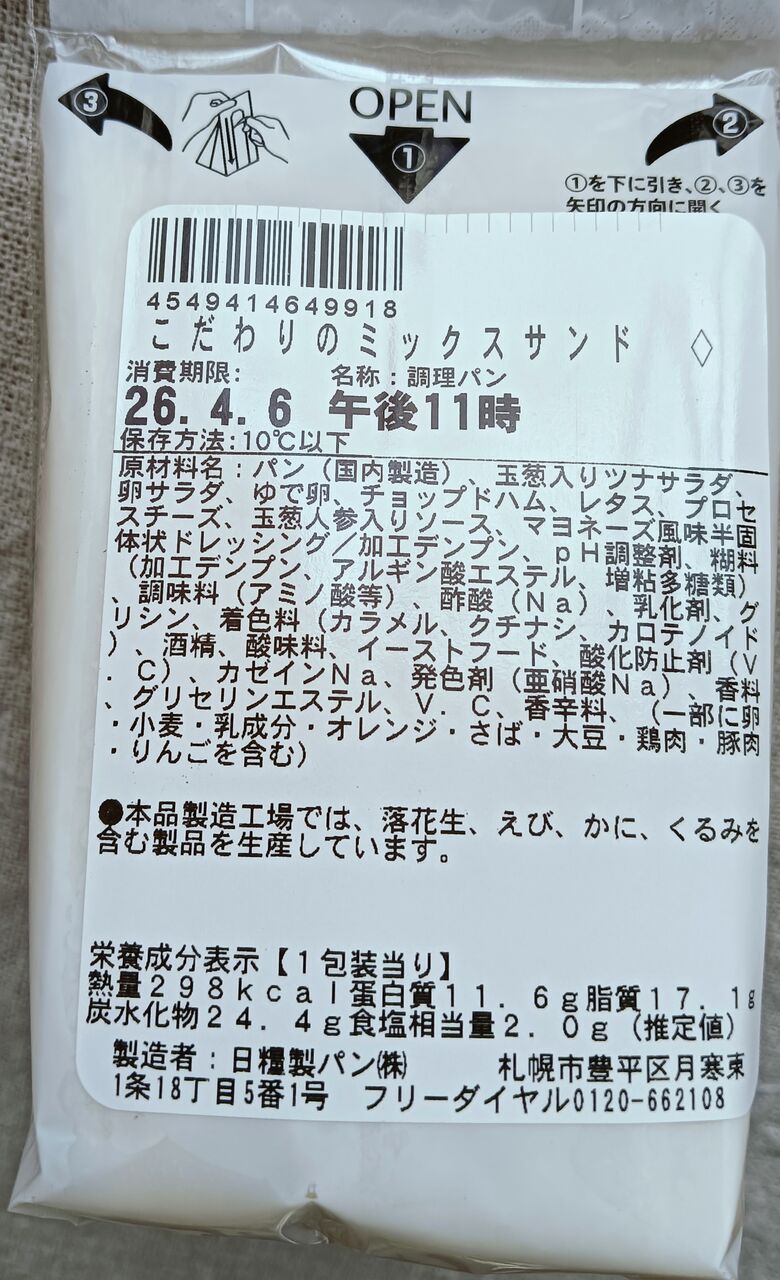 ③
OPEN
①
②
①を下に引き、②、③を
矢印の方向に開く
4549414649918
こだわりのミックスサンド ◇
消費期限: 名称：調理パン
26.4.6 午後11時
保存方法:10℃以下
原材料名：パン（国内製造）、玉葱入りツナサラダ、
卵サラダ、ゆで卵、チョップドハム、レタス、プロセ
スチーズ、玉葱人参入りソース、マヨネーズ風味半固
体状ドレッシング／加工デンプン、ｐＨ調整剤、糊料
（加工デンプン、アルギン酸エステル、増粘多糖類）
、調味料（アミノ酸等）、酢酸（Ｎａ）、乳化剤、グ
リシン、着色料（カラメル、クチナシ、カロテノイド
）、酒精、酸味料、イーストフード、酸化防止剤（Ｖ
．Ｃ）、カゼインＮａ、発色剤（亜硝酸Ｎａ）、香料
、グリセリンエステル、Ｖ．Ｃ、香辛料、（一部に卵
・小麦・乳成分・オレンジ・さば・大豆・鶏肉・豚肉
・りんごを含む）
●本品製造工場では、落花生、えび、かに、くるみを
含む製品を生産しています。
栄養成分表示【１包装当り】
熱量２９８ｋｃａｌ蛋白質１１．６ｇ脂質１７．１ｇ
炭水化物２４．４ｇ食塩相当量２．０ｇ（推定値）
製造者：日糧製パン㈱ 札幌市豊平区月寒東
1条18丁目5番1号 フリーダイヤル0120-662108